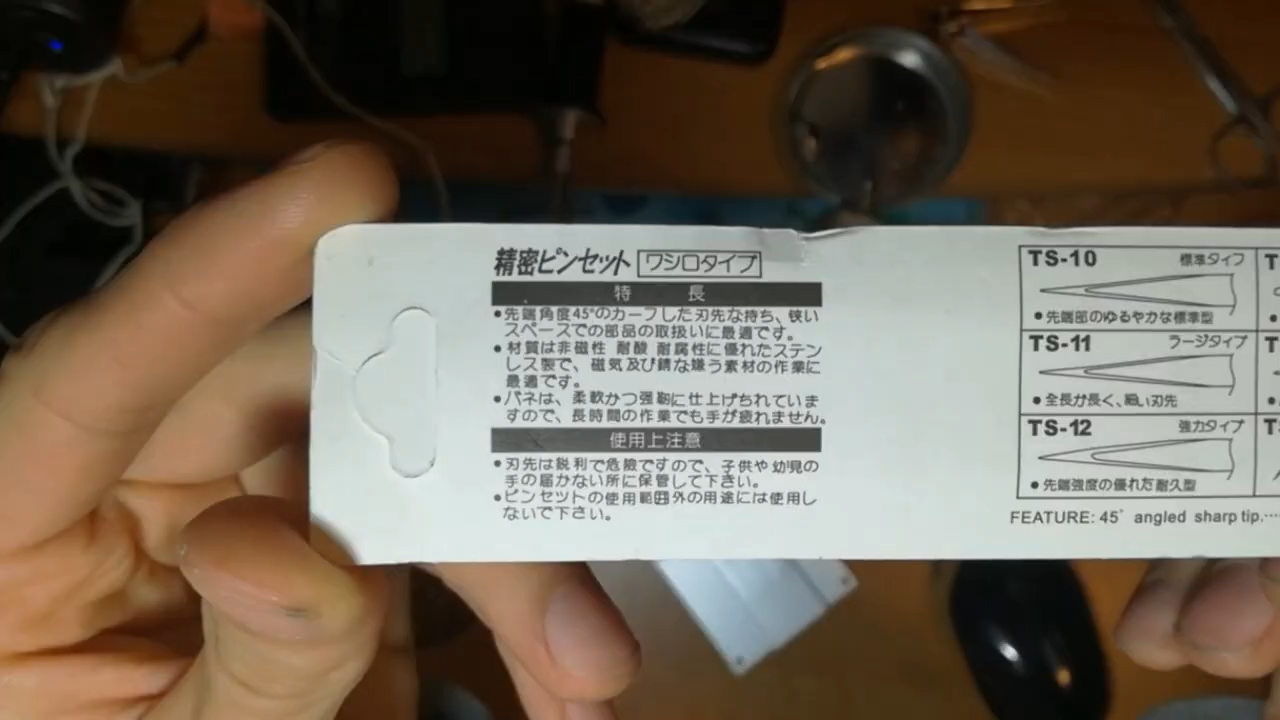 精密ピンセット ワシ口タイプ
特 長
●先端角度45°のカーブした刃先な持ち、狭い
スペースでの部品の取扱いに最適です。
●材質は非磁性 耐酸 耐腐性に優れたステン
レス製で、磁気及び錆な嫌う素材の作業に
最適です。
●バネは、柔軟かつ强靭に仕上げちれていま
すので、長時間の作業でも手が疲れません。
使用上注意
●刃先は鋭利で危險ですので、子供や幼児の
手の届かない所に保管して下さい。
●ピンセットの使用範囲外の用途には使用し
ないで下さい。
TS-10 標準タイプ
●先端部のゆるやかな標準型
TS-11 ラージタイプ
●全長が長く、細い刃先
TS-12 強力タイプ
●先端強度の優れた耐久型
FEATURE: 45° angled sharp tip.